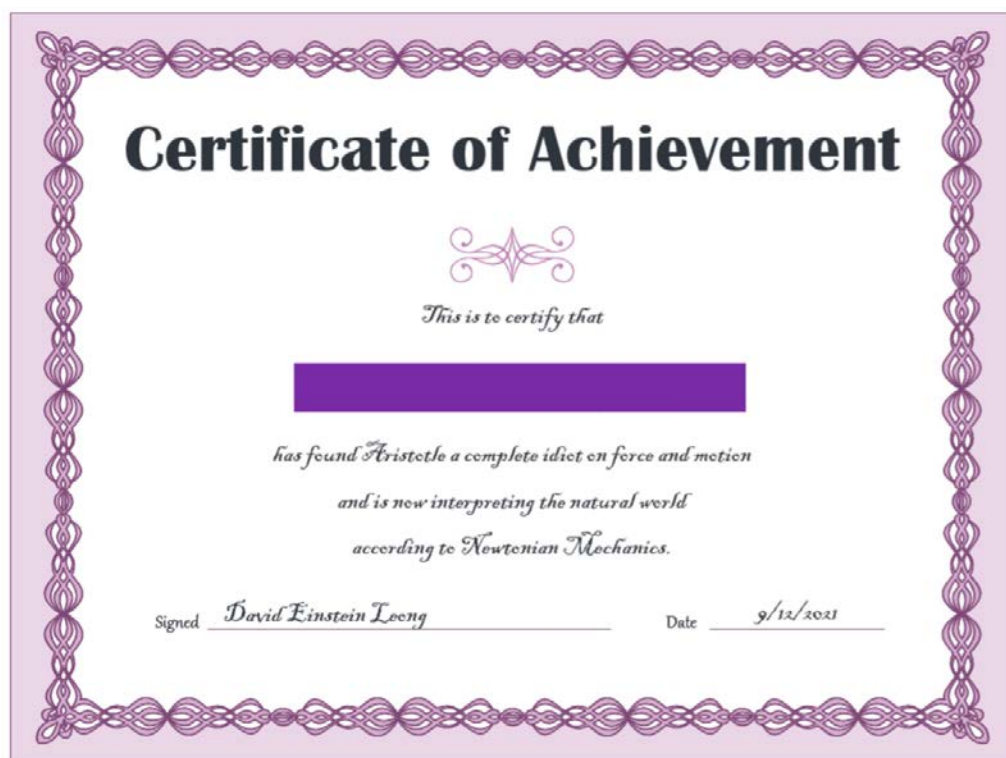 Certificate of Achievement
This is to certify that
has found Aristotle a complete idiot on force and motion
and is now interpreting the natural world
according to Newtonian Mechanics.
Signed David Einstein Leong Date 9/12/2021